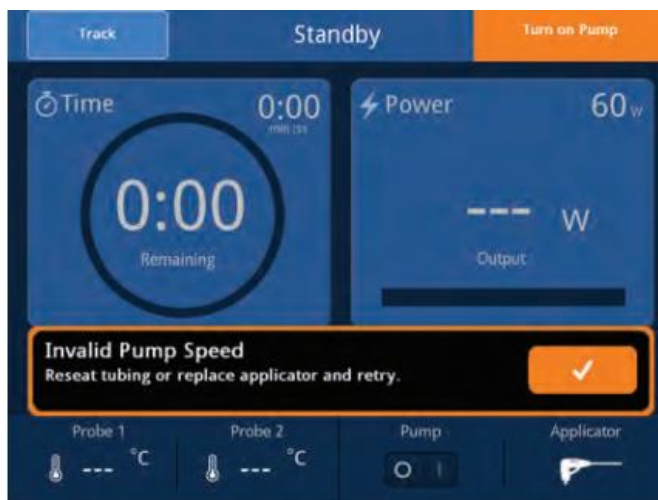 Track
Standby
Turn on Pump
Time
0:00
min :ss
Power
60 w
0:00
Remaining
--- W
Output
Invalid Pump Speed
Reseat tubing or replace applicator and retry.
Probe 1
Probe 2
Pump
Applicator
--- °C
--- °C
O I